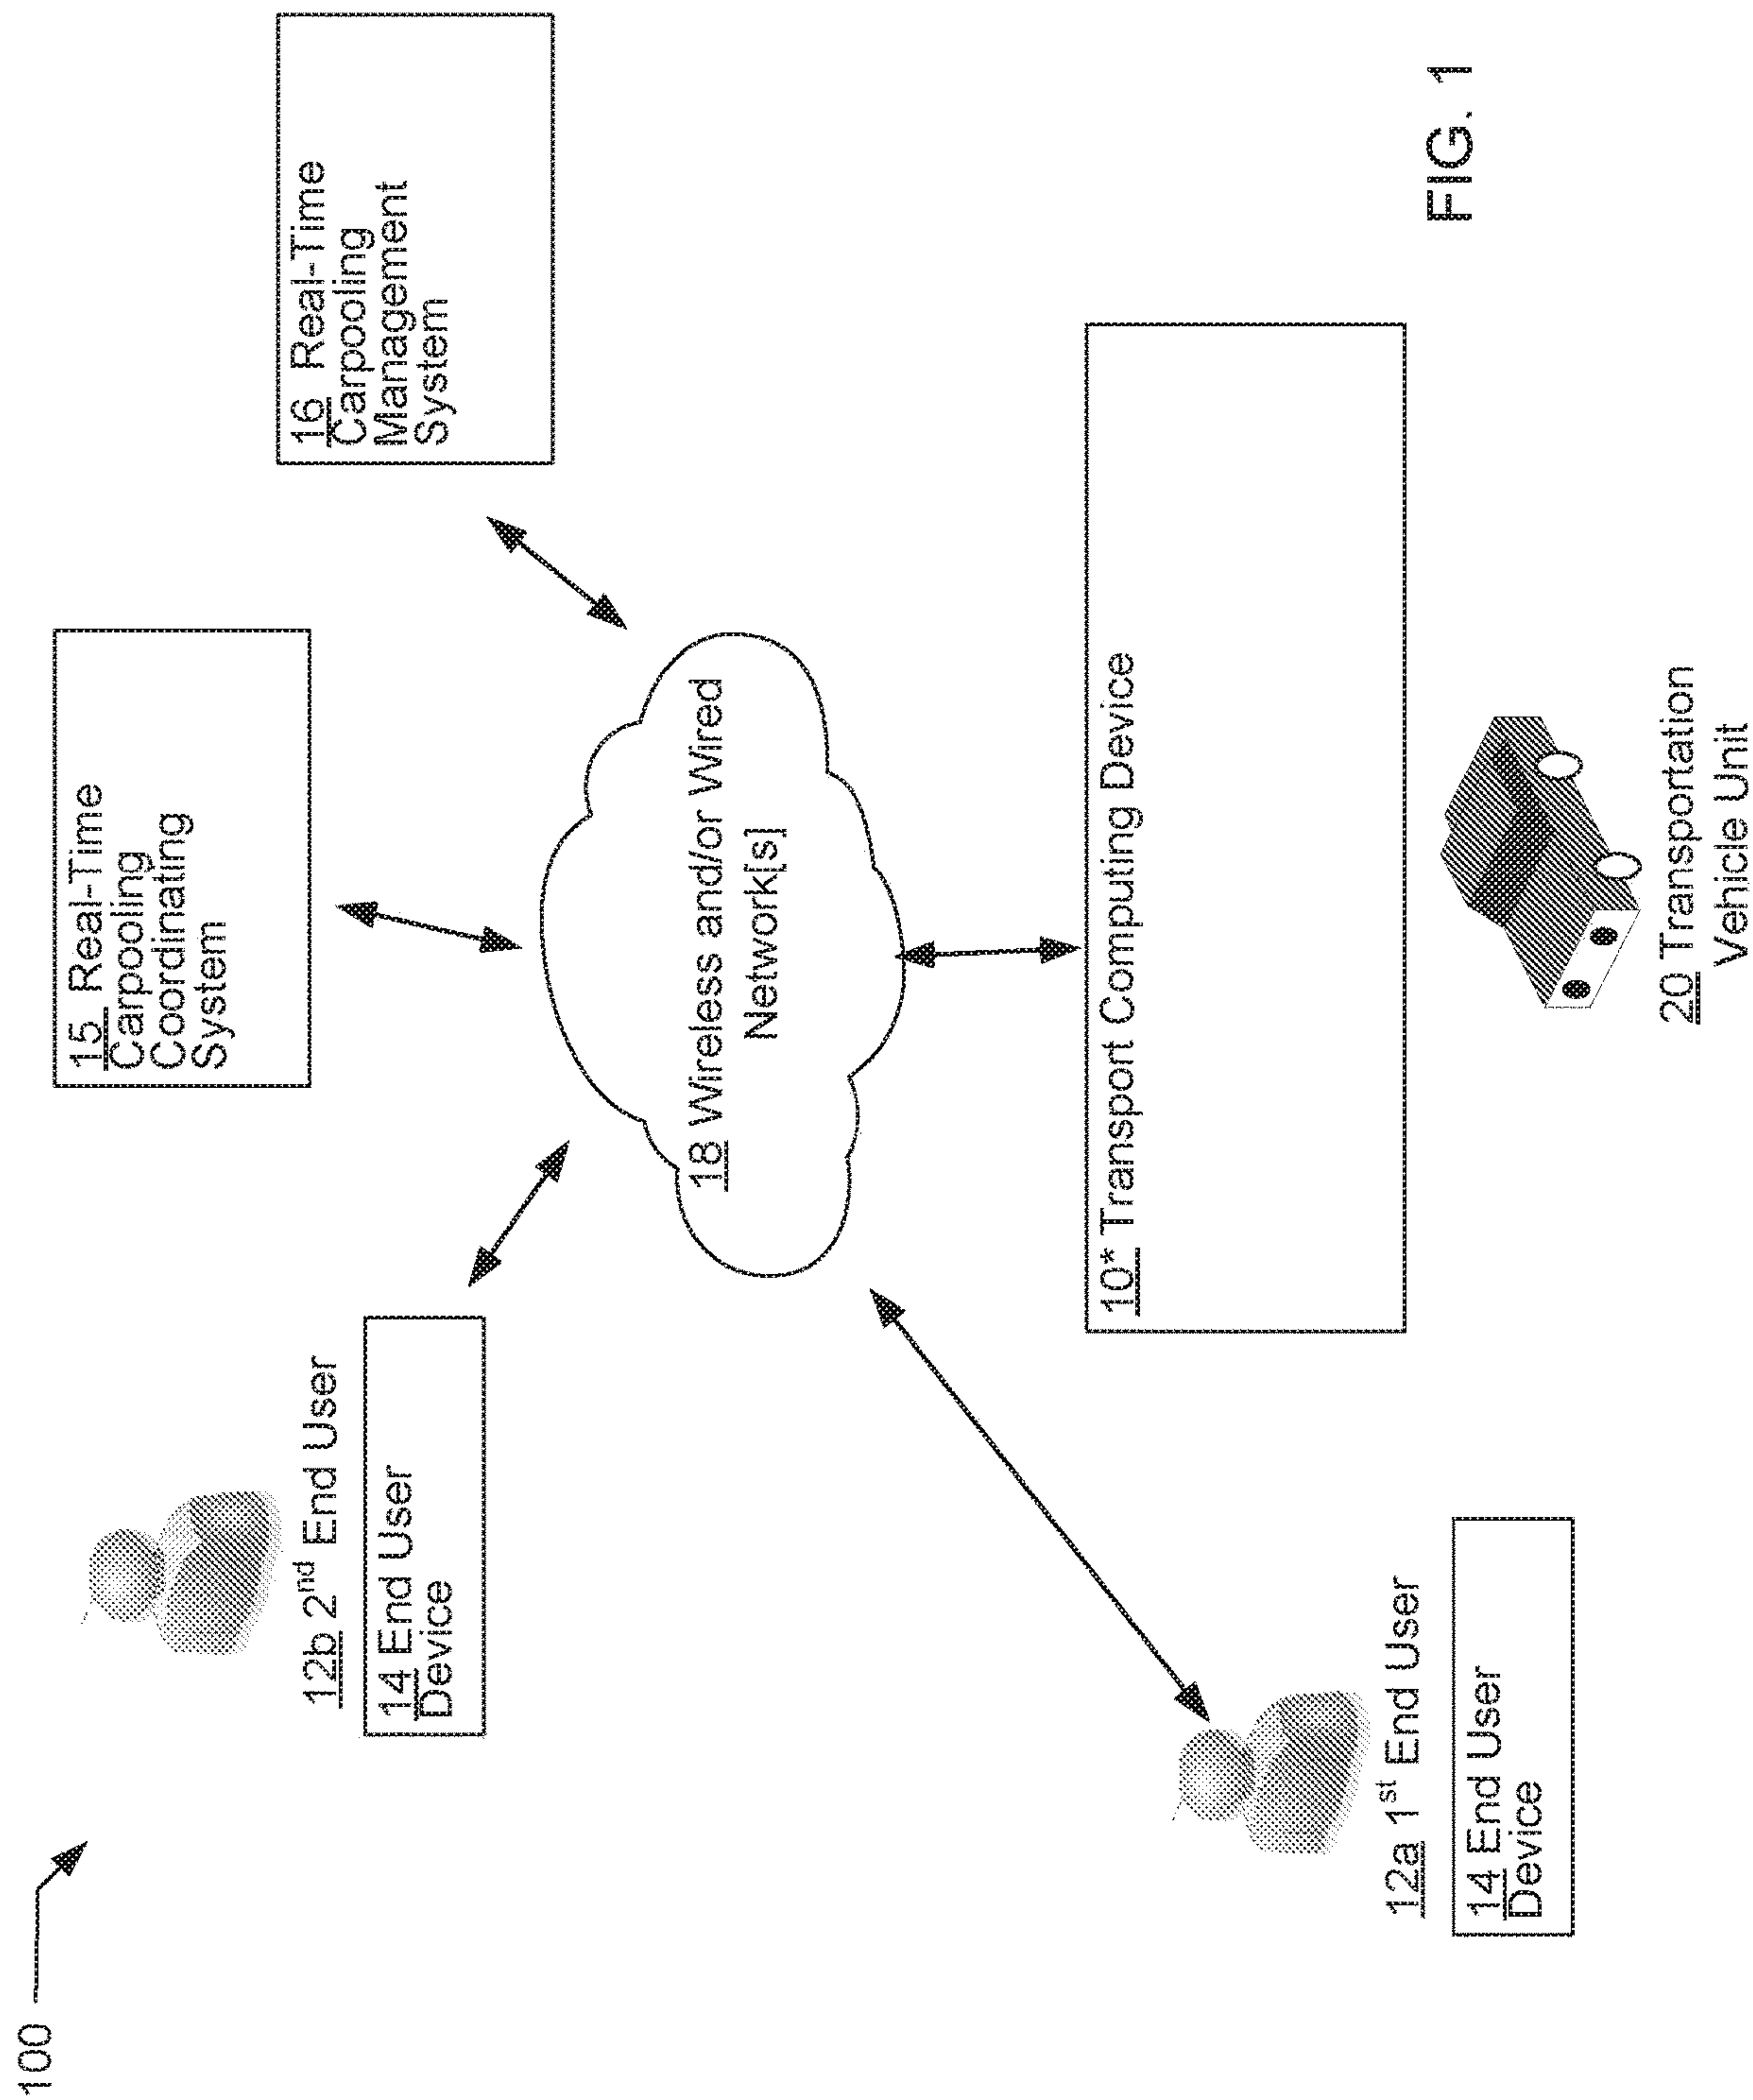 100
12b 2nd End User
14 End User
Device
15 Real-Time
Carpooling
Coordinating
System
16 Real-Time
Carpooling
Management
System
18 Wireless and/or Wired
Network[s]
12a 1st End User
14 End User
Device
10* Transport Computing Device
20 Transportation
Vehicle Unit
FIG. 1